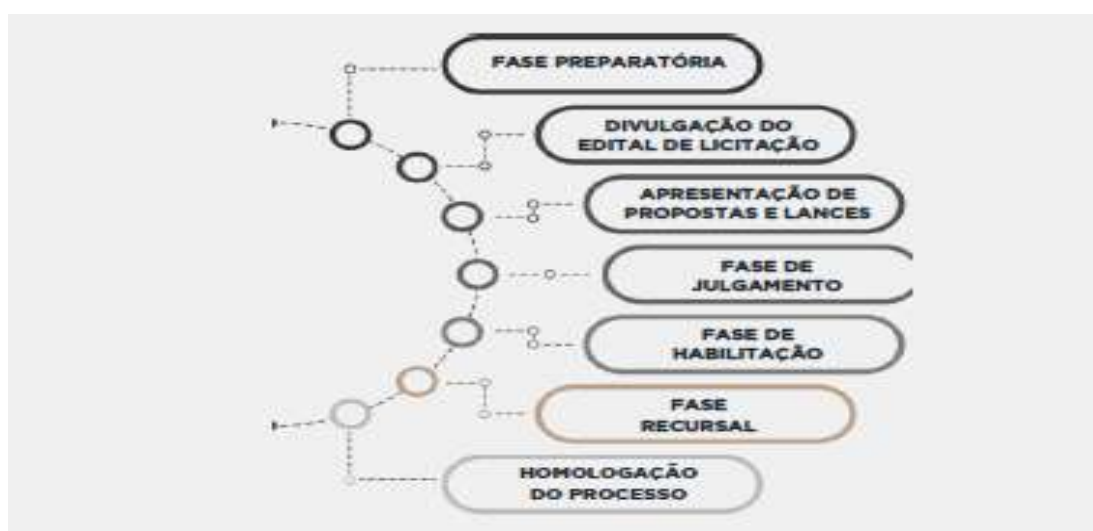 FASE PREPARATÓRIA
DIVULGAÇÃO DO
EDITAL DE LICITAÇÃO
APRESENTAÇÃO DE
PROPOSTAS E LANCES
FASE DE
JULGAMENTO
FASE DE
HABILITAÇÃO
FASE
RECURSAL
HOMOLOGAÇÃO
DO PROCESSO